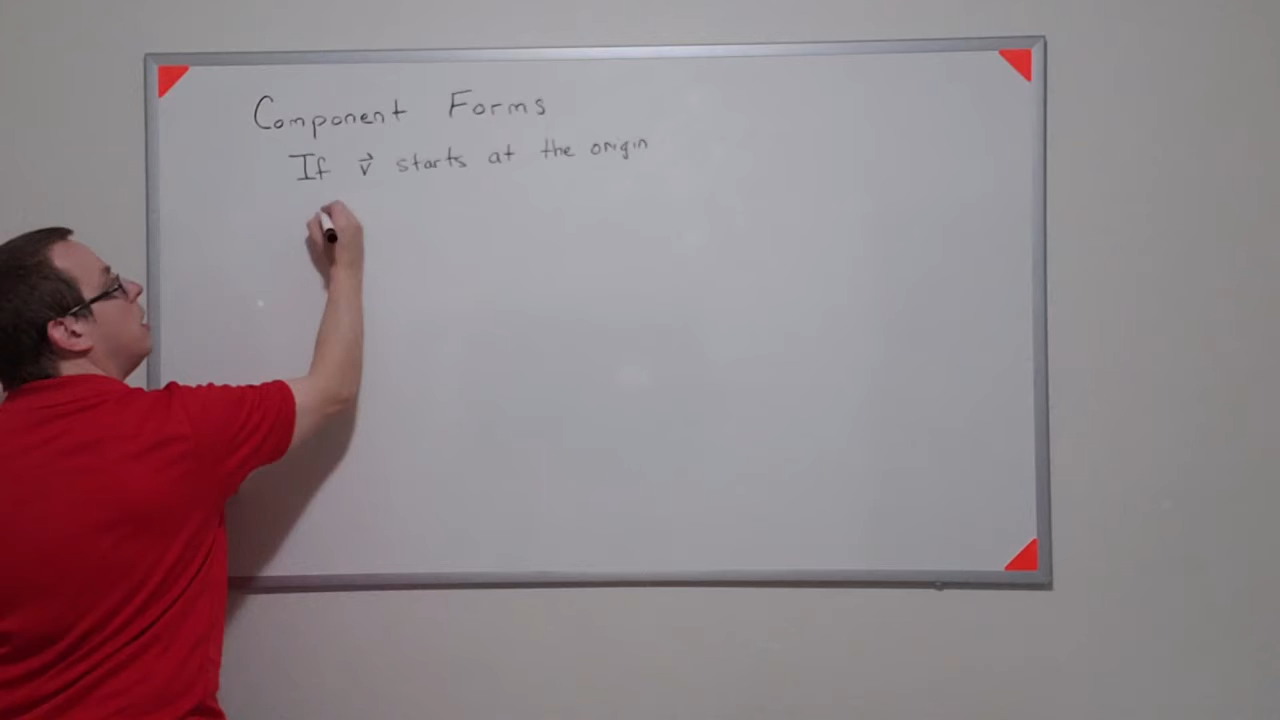 Component Forms
If v⃗ starts at the origin